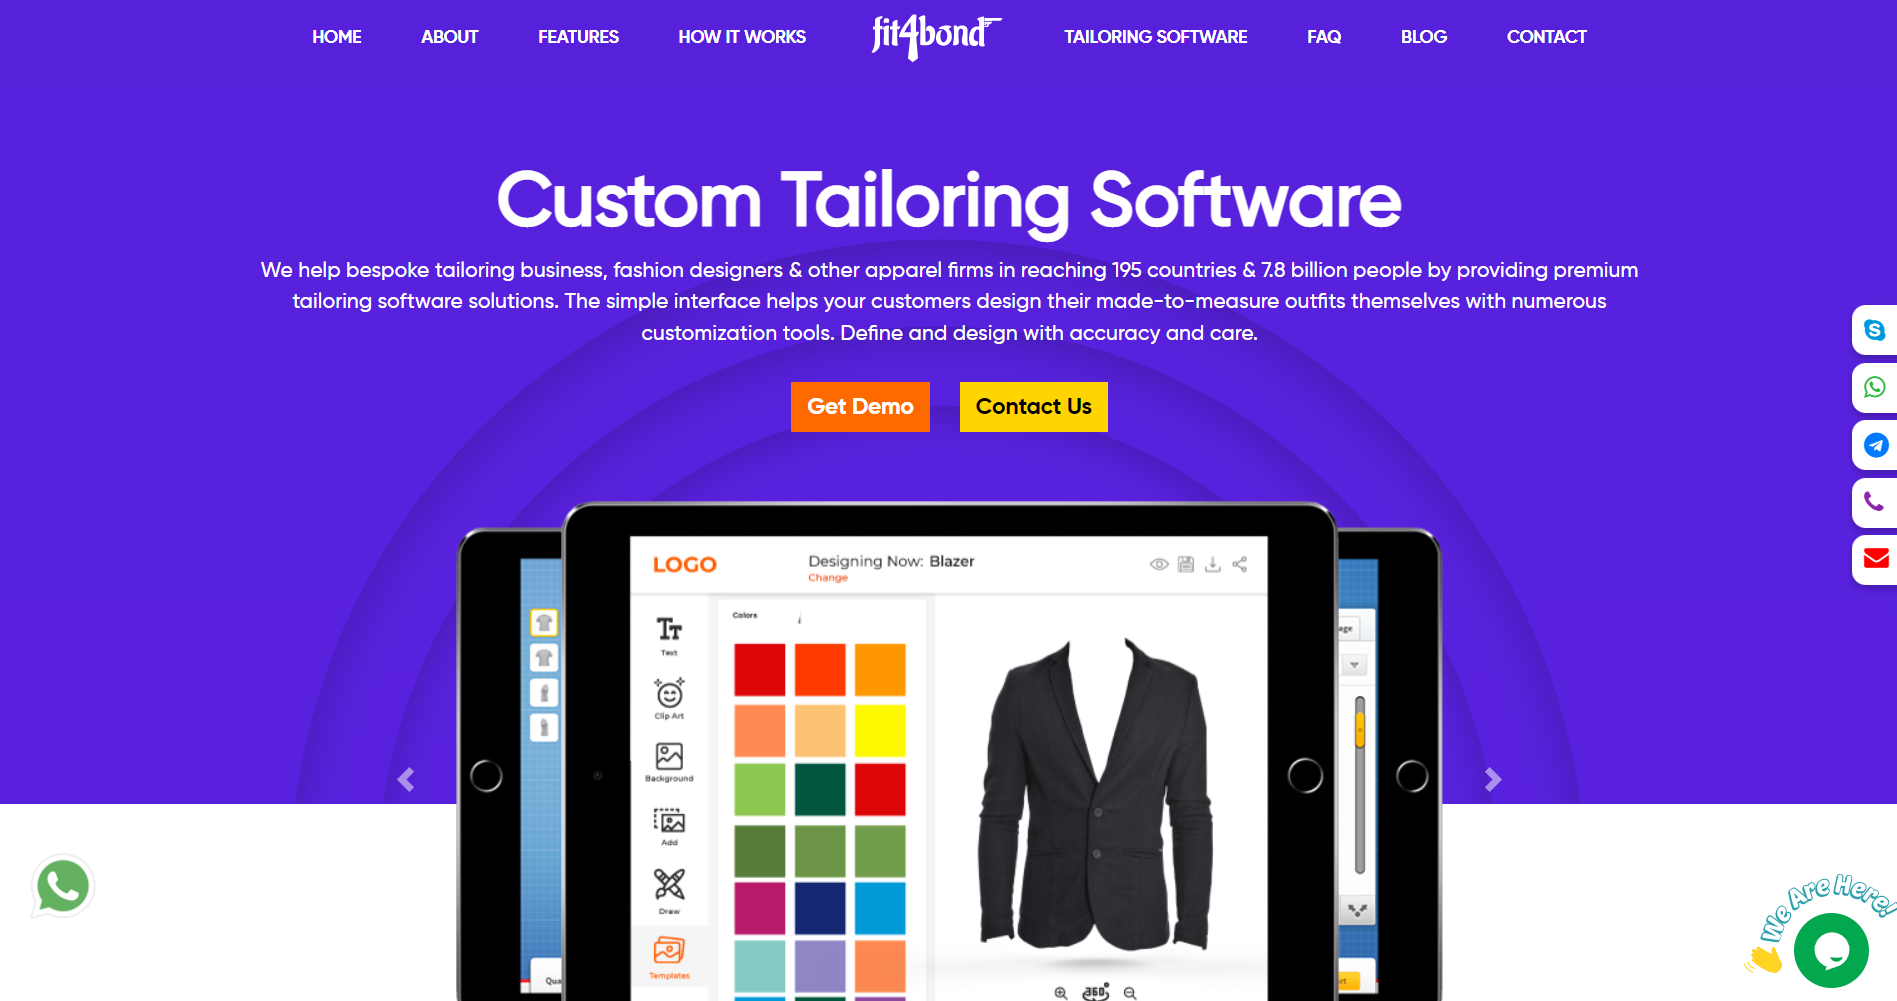 HOME ABOUT FEATURES HOW IT WORKS fit4bond TAILORING SOFTWARE FAQ BLOG CONTACT
Custom Tailoring Software
We help bespoke tailoring business, fashion designers & other apparel firms in reaching 195 countries & 7.8 billion people by providing premium
tailoring software solutions. The simple interface helps your customers design their made-to-measure outfits themselves with numerous
customization tools. Define and design with accuracy and care.
Get Demo Contact Us
LOGO
Designing Now: Blazer
Change
Colors
Text
Clip Art
Background
Add
Draw
Templates
360°
We Are Here!